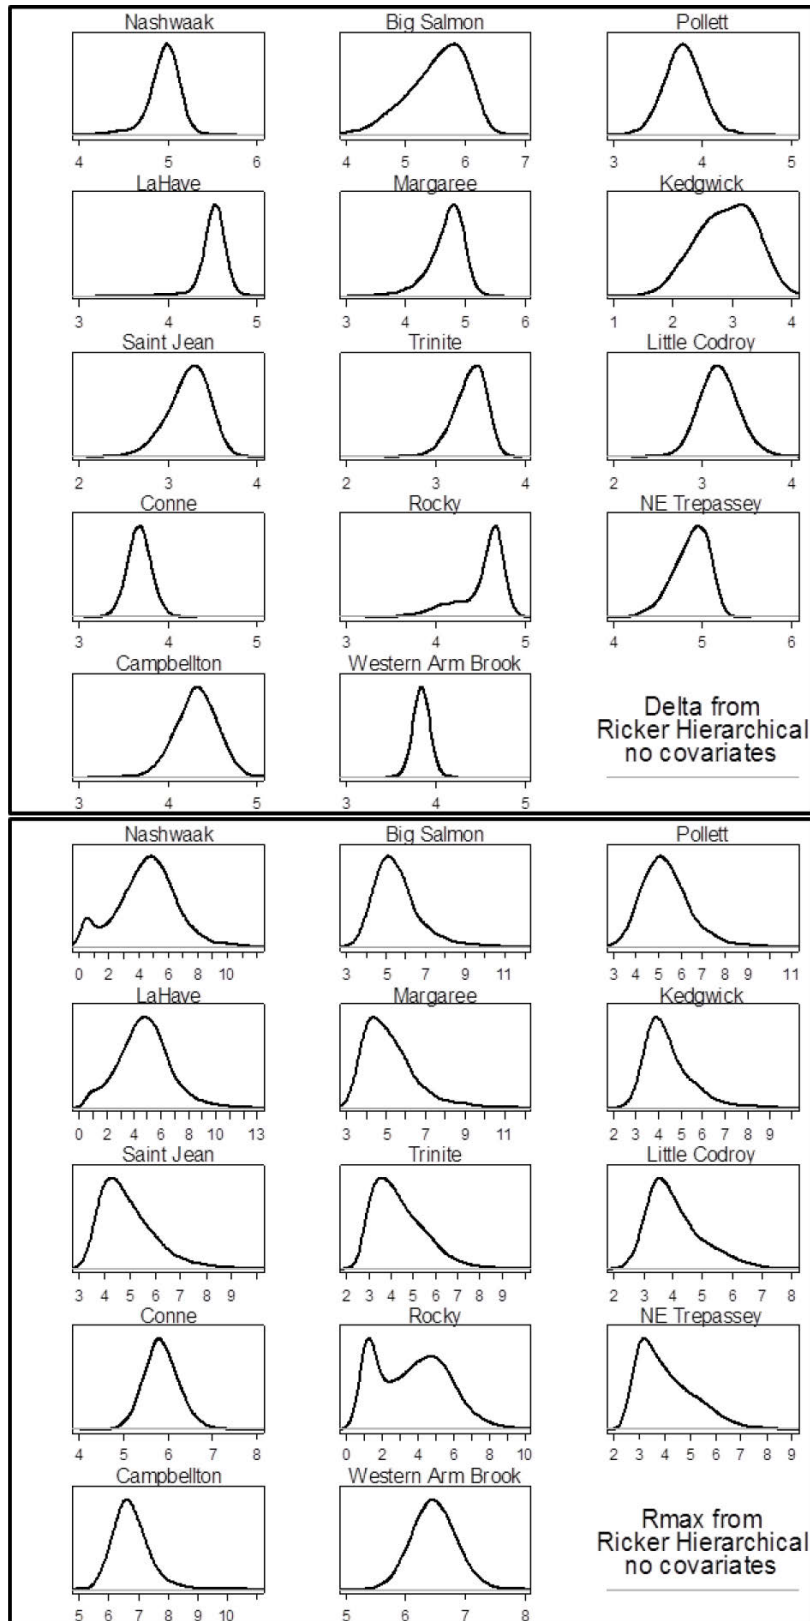 Nashwaak Big Salmon Pollett
4 5 6 4 5 6 7 3 4 5
LaHave Margaree Kedgwick
3 4 5 3 4 5 6 1 2 3 4
Saint Jean Trinite Little Codroy
2 3 4 2 3 4 2 3 4
Conne Rocky NE Trepassey
3 4 5 3 4 5 4 5 6
Campbellton Western Arm Brook
3 4 5 3 4 5
Delta from
Ricker Hierarchical
no covariates
Nashwaak Big Salmon Pollett
0 2 4 6 8 10 3 5 7 9 11 3 4 5 6 7 8 9 11
LaHave Margaree Kedgwick
0 2 4 6 8 10 13 3 5 7 9 11 2 3 4 5 6 7 8 9
Saint Jean Trinite Little Codroy
3 4 5 6 7 8 9 2 3 4 5 6 7 8 9 2 3 4 5 6 7 8
Conne Rocky NE Trepassey
4 5 6 7 8 0 2 4 6 8 10 2 3 4 5 6 7 8 9
Campbellton Western Arm Brook
5 6 7 8 9 10 5 6 7 8
Rmax from
Ricker Hierarchical
no covariates